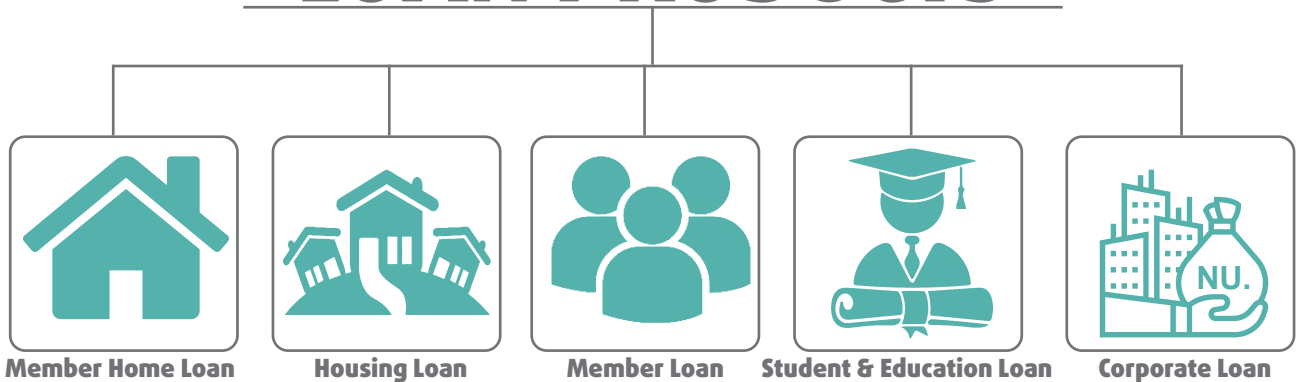 NU.
Member Home Loan
Housing Loan
Member Loan
Student & Education Loan
Corporate Loan